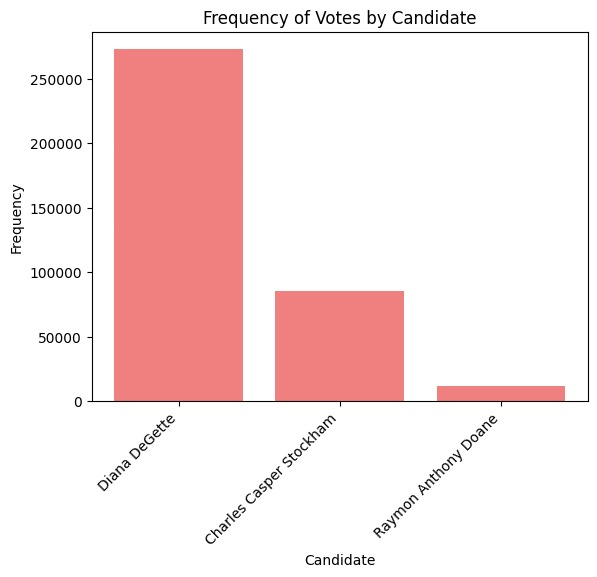 Frequency of Votes by Candidate
Frequency
250000
200000
150000
100000
50000
0
Diana DeGette
Charles Casper Stockham
Raymon Anthony Doane
Candidate